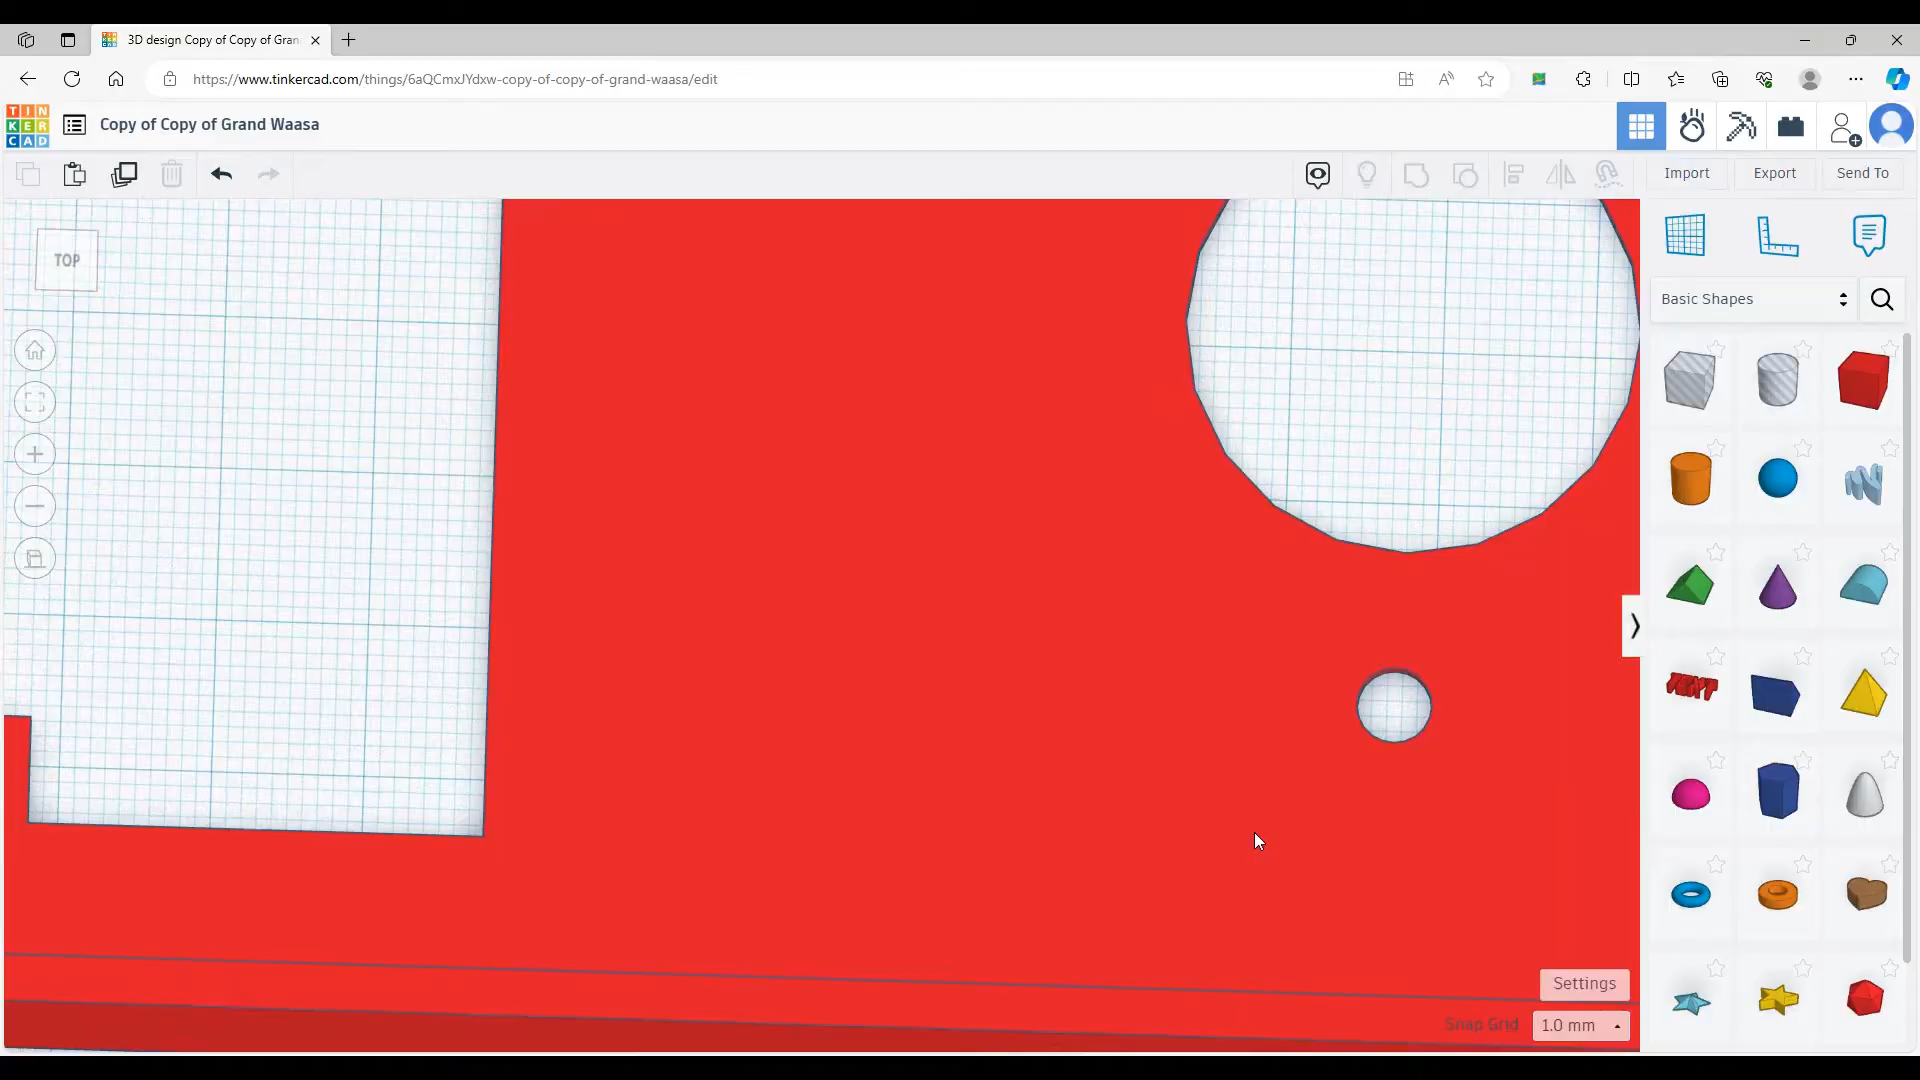 3D design Copy of Copy of Gran
https://www.tinkercad.com/things/6aQCmxJYdxw-copy-of-copy-of-grand-waasa/edit
TIN
KER
CAD
Copy of Copy of Grand Waasa
Import
Export
Send To
TOP
Basic Shapes
TEXT
Settings
Snap Grid
1.0 mm